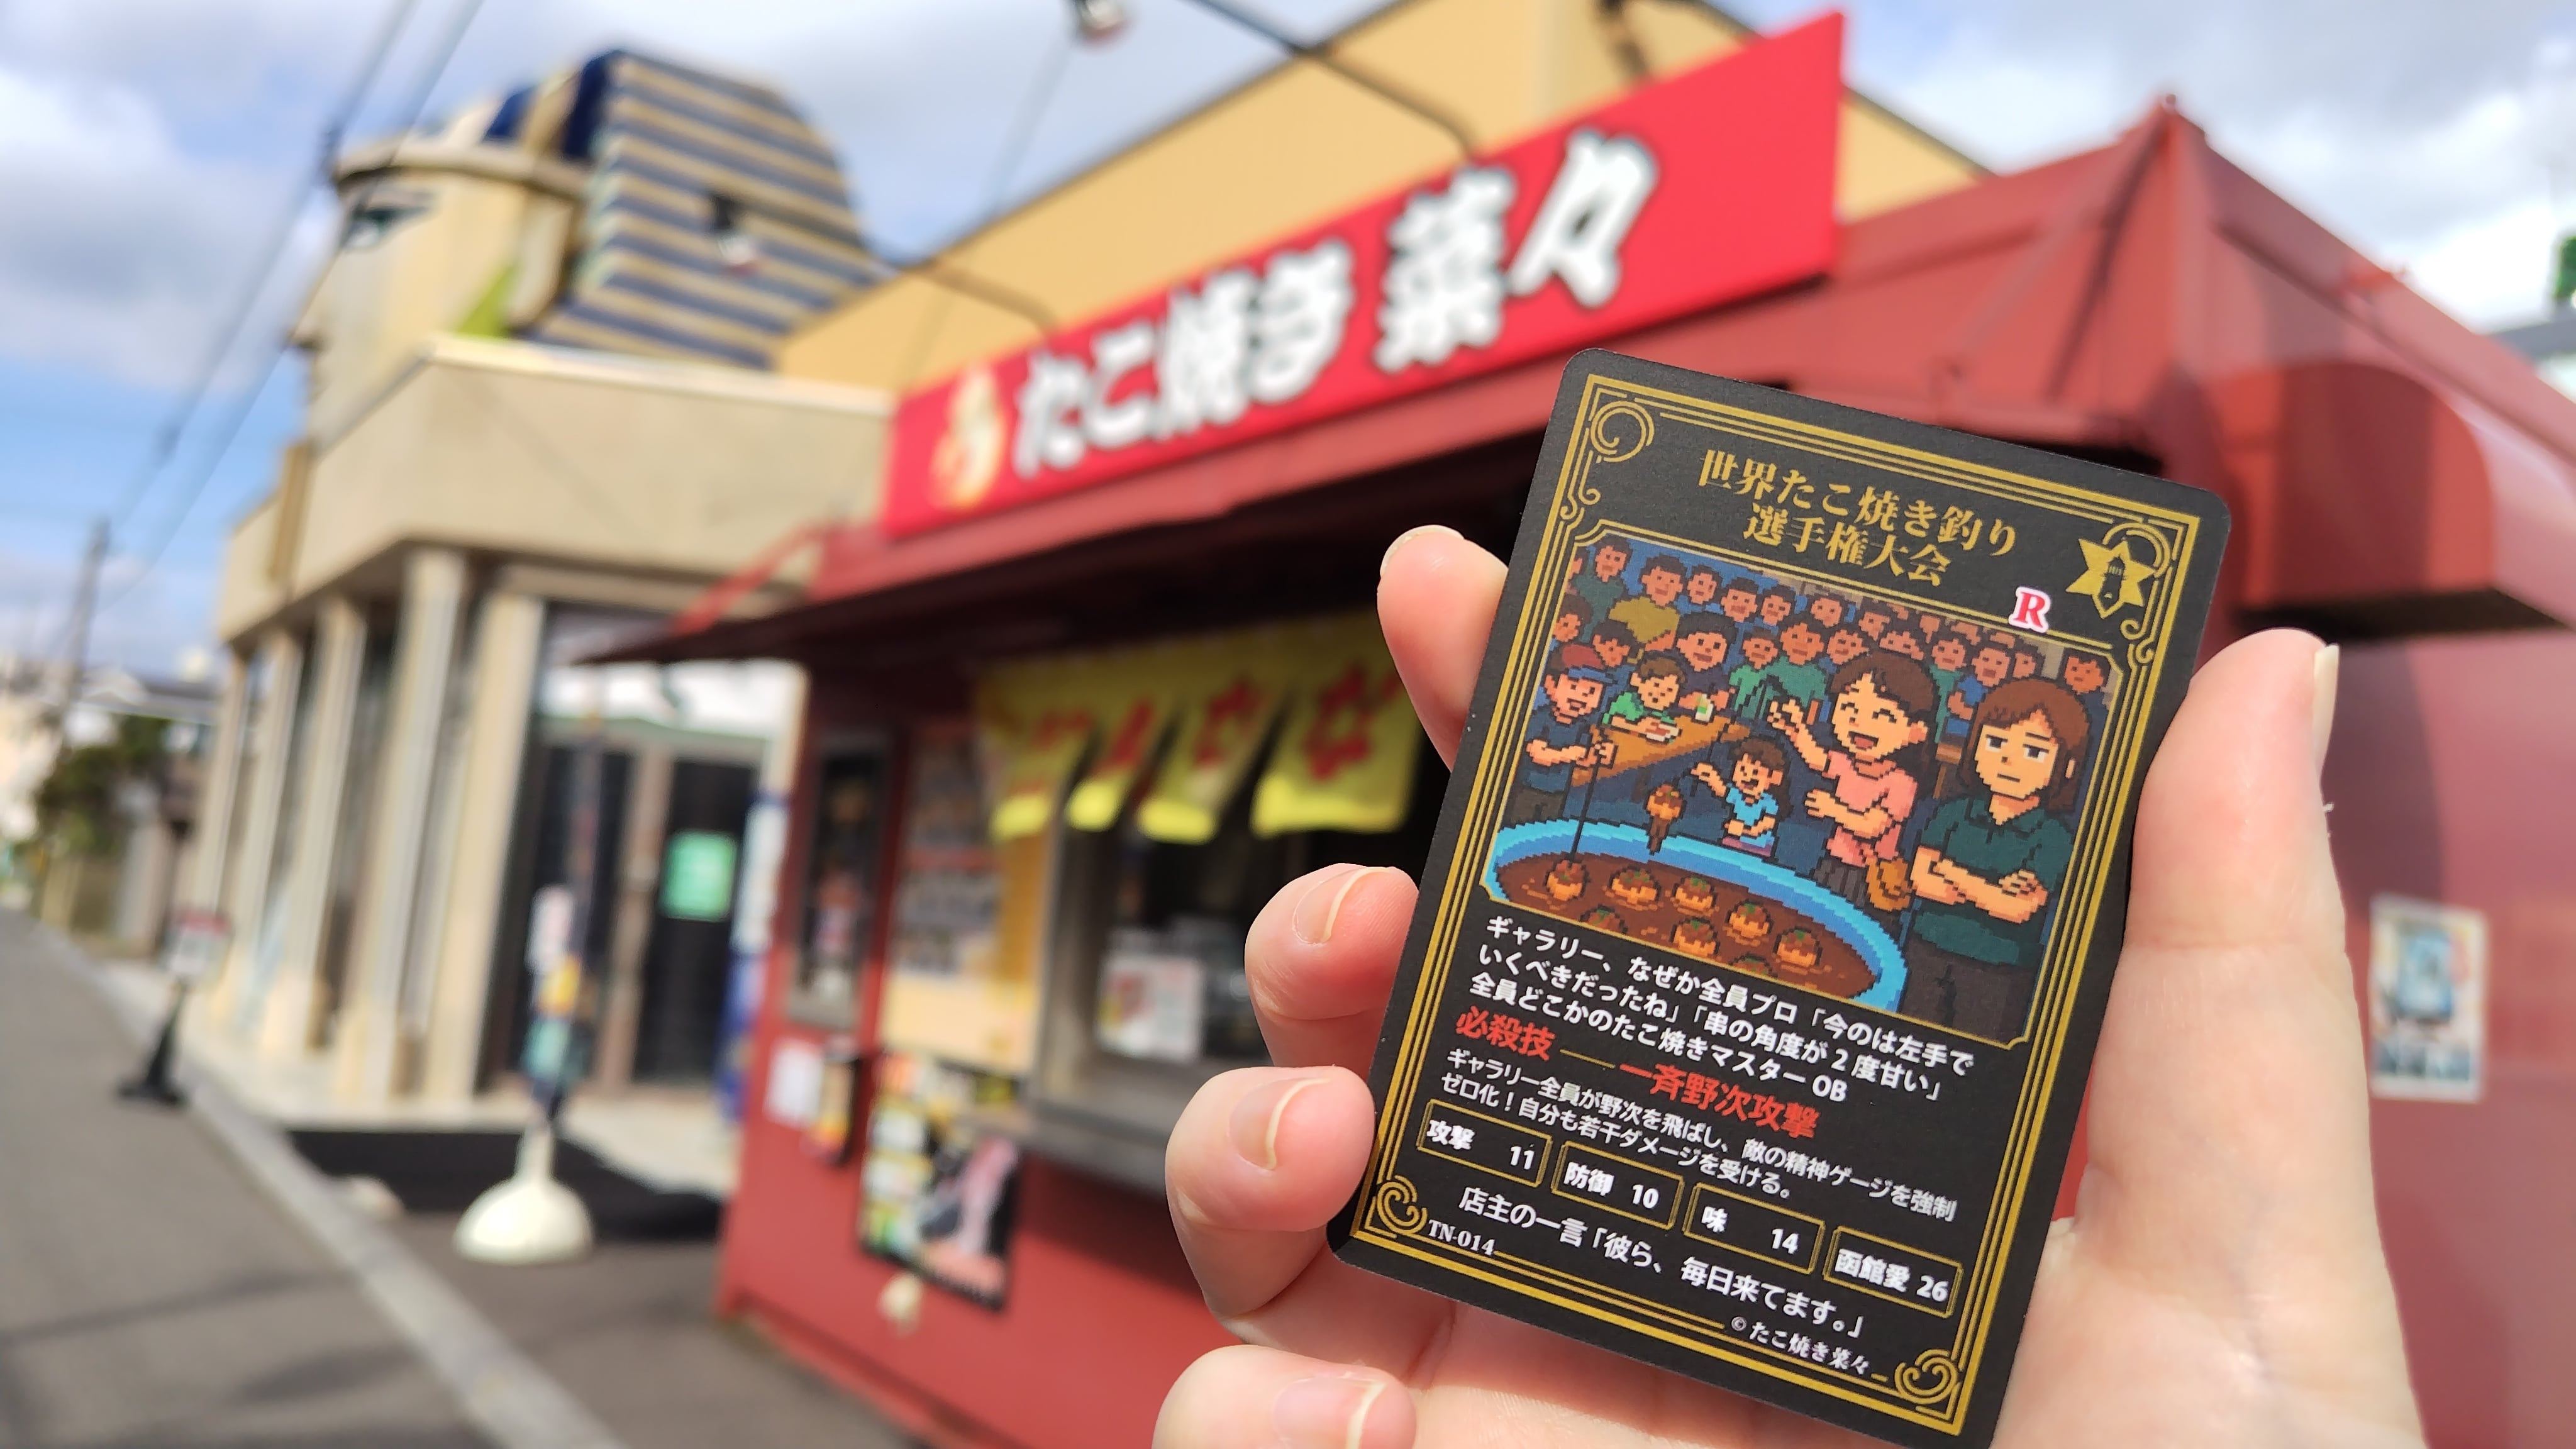 たこ焼き 菜々
世界たこ焼き釣り
選手権大会
R
ギャラリー、なぜか全員プロ「今のは左手で
いくべきだったね」「串の角度が2度甘い」
全員どこかのたこ焼きマスターOB
必殺技――一斉野次攻撃
ギャラリー全員が野次を飛ばし、敵の精神ゲージを強制
ゼロ化！自分も若干ダメージを受ける。
攻撃 11 防御 10 味 14 函館愛 26
店主の一言「彼ら、毎日来てます。」
TN-014
©たこ焼き菜々